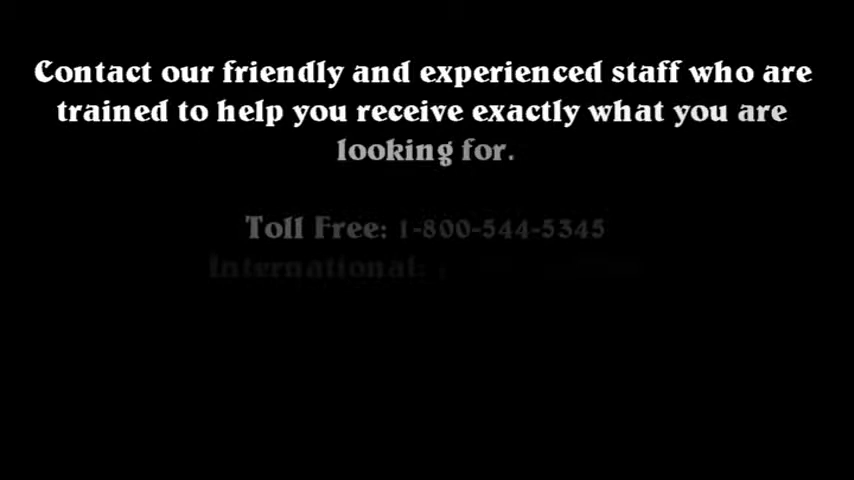 Contact our friendly and experienced staff who are
trained to help you receive exactly what you are
looking for.
Toll Free: 1-800-544-5345
International: